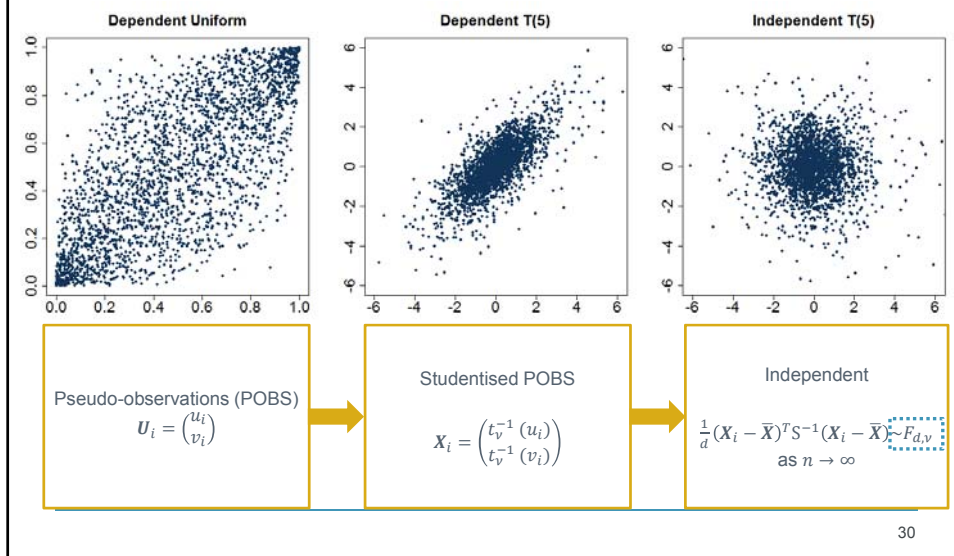 Dependent Uniform
Dependent T(5)
Independent T(5)
1.0
0.8
0.6
0.4
0.2
0.0
0.0 0.2 0.4 0.6 0.8 1.0
6
4
2
0
-2
-4
-6
-6 -4 -2 0 2 4 6
6
4
2
0
-2
-4
-6
-6 -4 -2 0 2 4 6
Pseudo-observations (POBS)
𝑼ᵢ = (uᵢ
vᵢ)
Studentised POBS
𝑿ᵢ = (t_ν⁻¹ (uᵢ)
t_ν⁻¹ (vᵢ))
Independent
1/d (𝑿ᵢ − 𝑿̅)ᵀS⁻¹(𝑿ᵢ − 𝑿̅)~F_{d,ν}
as n → ∞
30